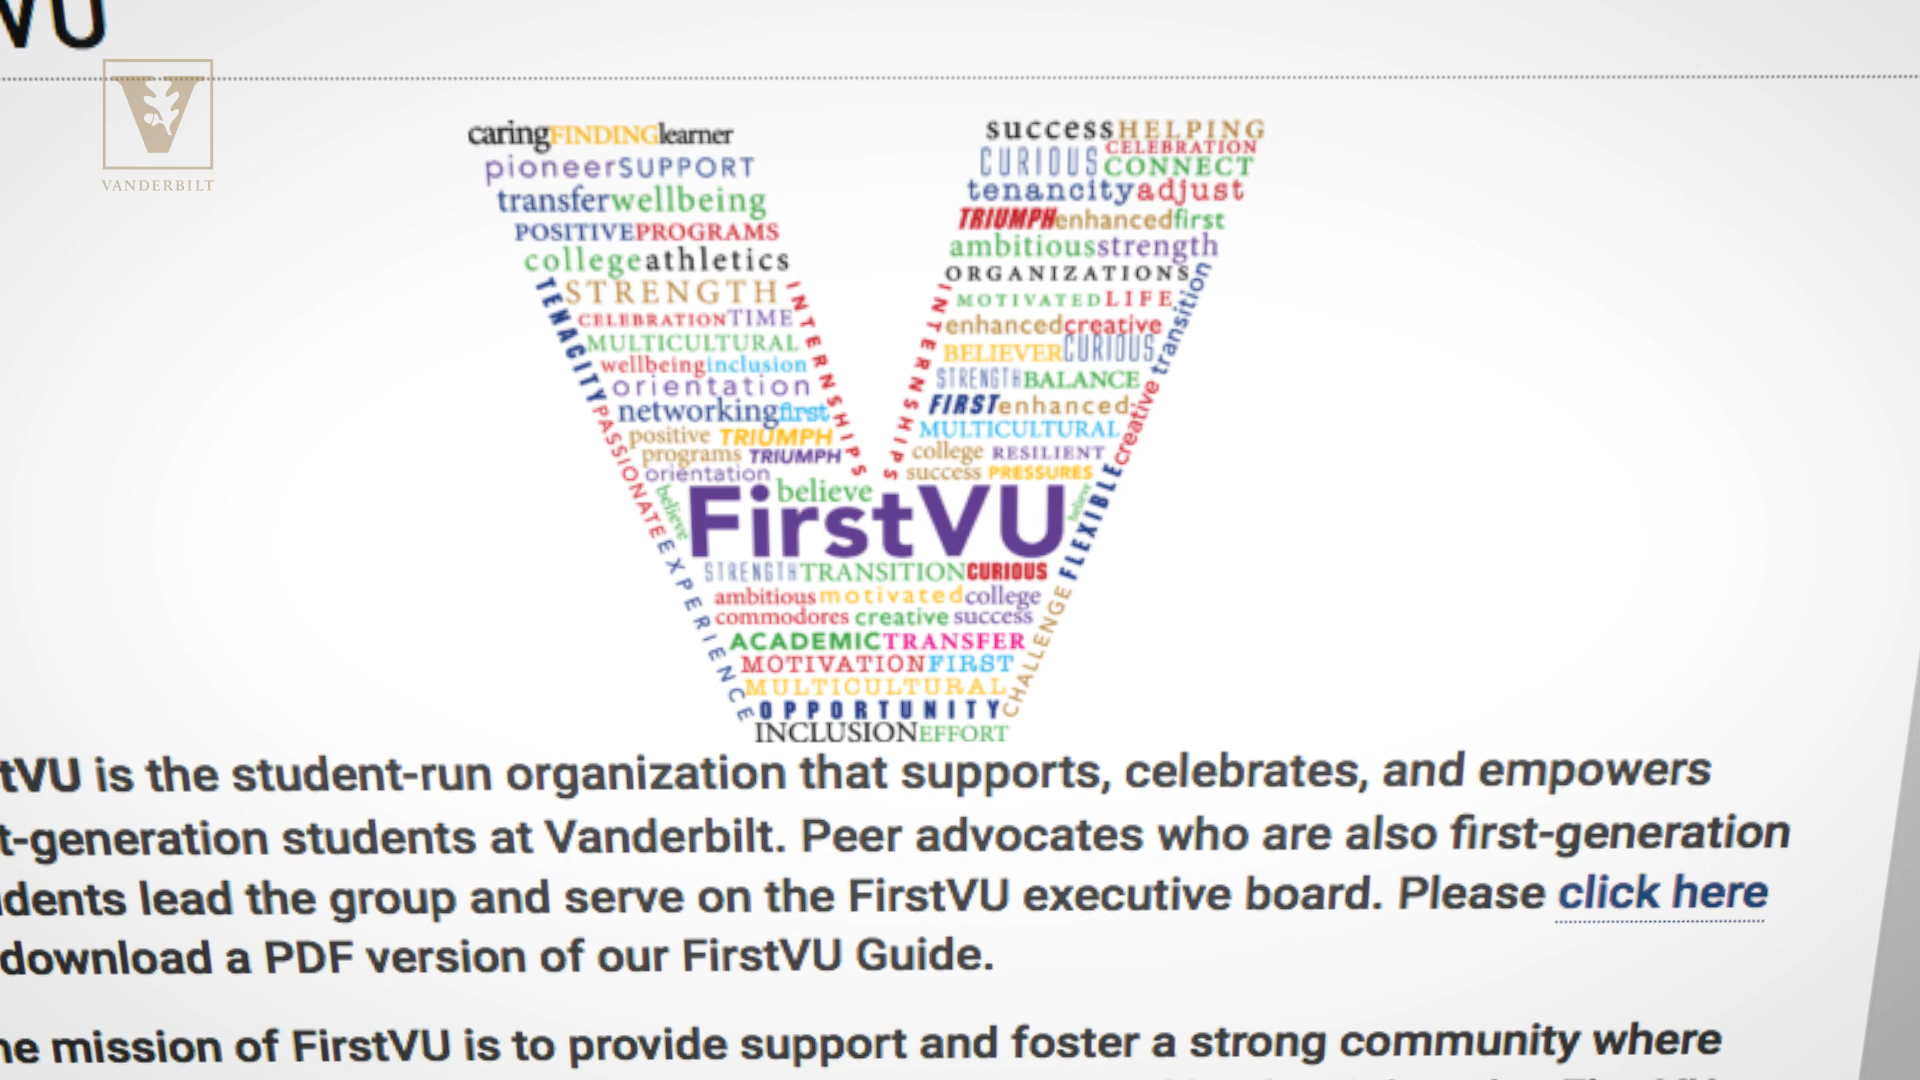 VU
VANDERBILT
caringFINDINGlearner
pioneerSUPPORT
transferwellbeing
POSITIVEPROGRAMS
collegeathletics
STRENGTH
CELEBRATIONTIME
MULTICULTURAL
wellbeinginclusion
orientation
networkingfirst
positive TRIUMPH
programs TRIUMPH
orientation
believe
TENACITY
PASSIONATE
EXPERIENCE
INTERNSHIPS
believe
successHELPING
CELEBRATION
CURIOUS CONNECT
tenancityadjust
TRIUMPHenhancedfirst
ambitiousstrength
ORGANIZATIONS
MOTIVATEDLIFE
enhancedcreative
BELIEVERCURIOUS
STRENGTHBALANCE
FIRSTenhanced
MULTICULTURAL
college RESILIENT
success PRESSURES
INTERNSHIPS
transition
creative
FLEXIBLE
CHALLENGE
believe
FirstVU
STRENGTHTRANSITIONCURIOUS
ambitiousmotivatedcollege
commodores creative success
ACADEMICTRANSFER
MOTIVATIONFIRST
MULTICULTURAL
OPPORTUNITY
INCLUSIONEFFORT
tVU is the student-run organization that supports, celebrates, and empowers
t-generation students at Vanderbilt. Peer advocates who are also first-generation
dents lead the group and serve on the FirstVU executive board. Please click here
download a PDF version of our FirstVU Guide.
ne mission of FirstVU is to provide support and foster a strong community where